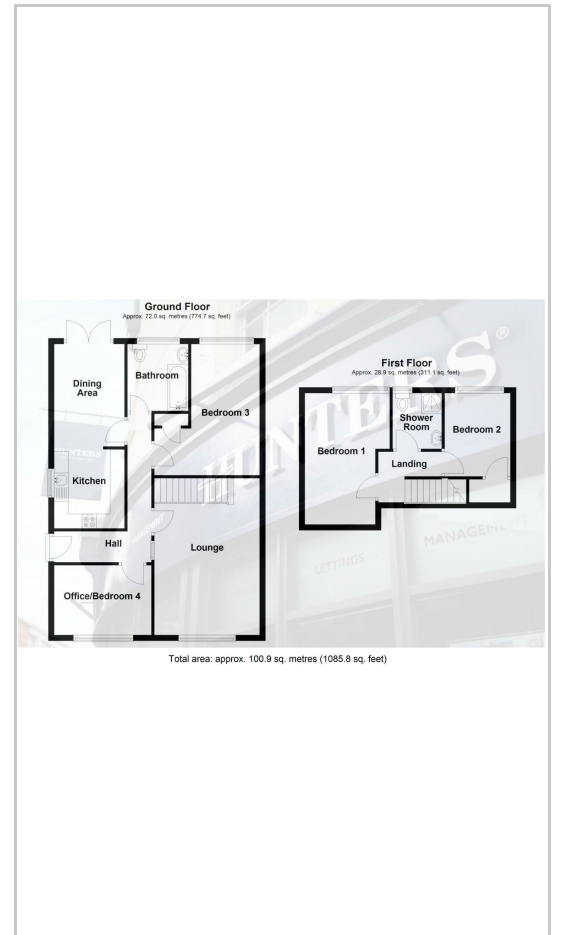 Ground Floor
Approx. 72.0 sq. metres (774.7 sq. feet)
Dining
Area
Bathroom
Bedroom 3
HUNTERS
Kitchen
Hall
Lounge
Office/Bedroom 4
First Floor
Approx. 28.9 sq. metres (311.1 sq. feet)
Shower
Room
Bedroom 1
Bedroom 2
Landing
HUNTERS®
LETTINGS
MANAGEMENT
Total area: approx. 100.9 sq. metres (1085.8 sq. feet)